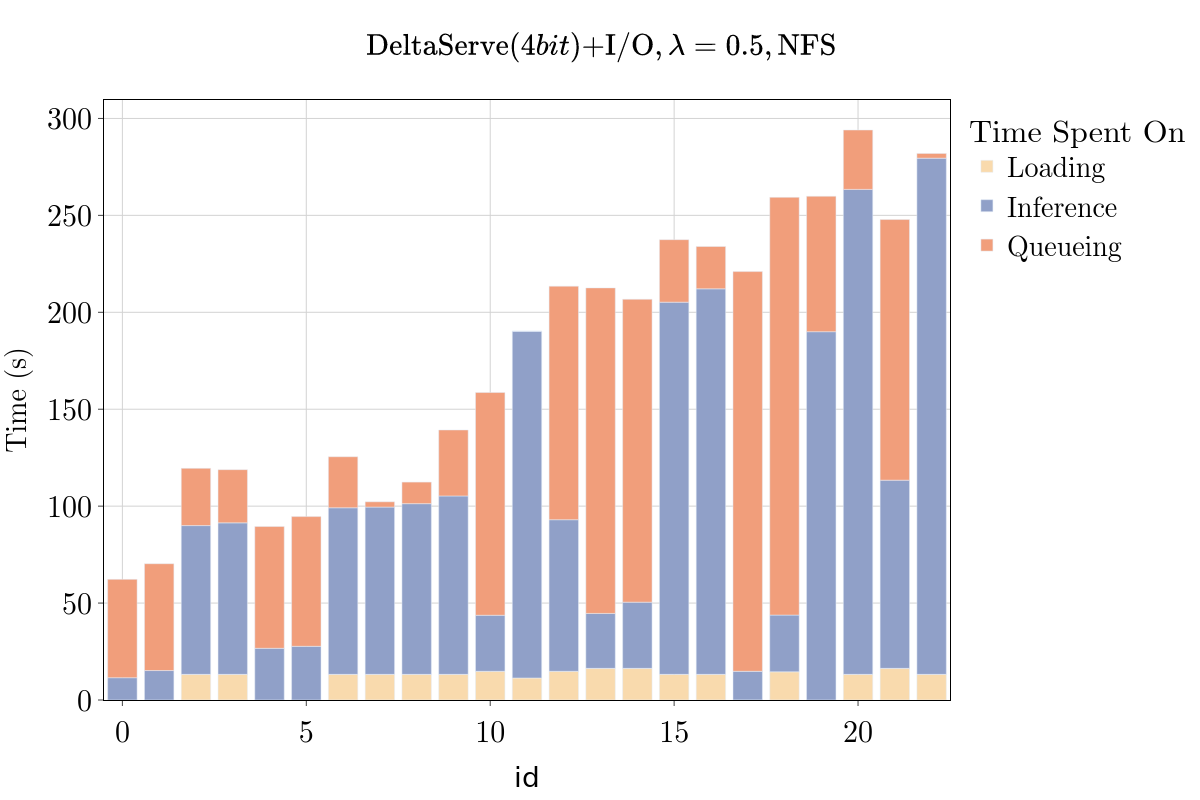 DeltaServe(4bit)+I/O, λ = 0.5, NFS
300
250
200
150
100
50
0
Time (s)
0 5 10 15 20
id
Time Spent On
Loading
Inference
Queueing